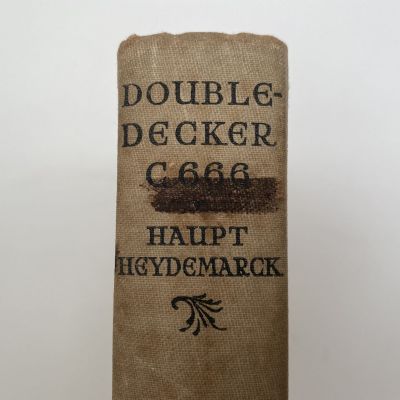 DOUBLE-
DECKER
C 666
HAUPT
HEYDEMARCK